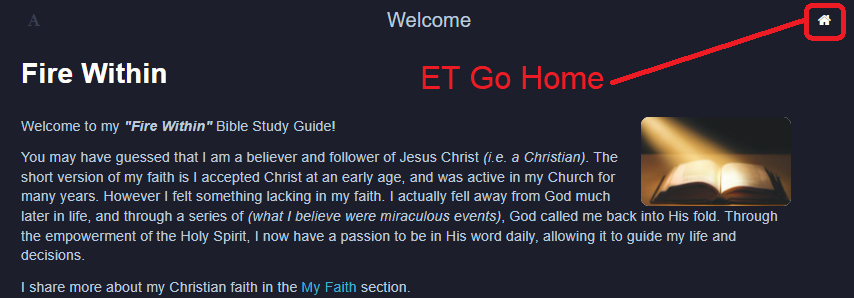 A
Welcome
Fire Within
ET Go Home
Welcome to my "Fire Within" Bible Study Guide!
You may have guessed that I am a believer and follower of Jesus Christ (i.e. a Christian). The
short version of my faith is I accepted Christ at an early age, and was active in my Church for
many years. However I felt something lacking in my faith. I actually fell away from God much
later in life, and through a series of (what I believe were miraculous events), God called me back into His fold. Through
the empowerment of the Holy Spirit, I now have a passion to be in His word daily, allowing it to guide my life and
decisions.
I share more about my Christian faith in the My Faith section.